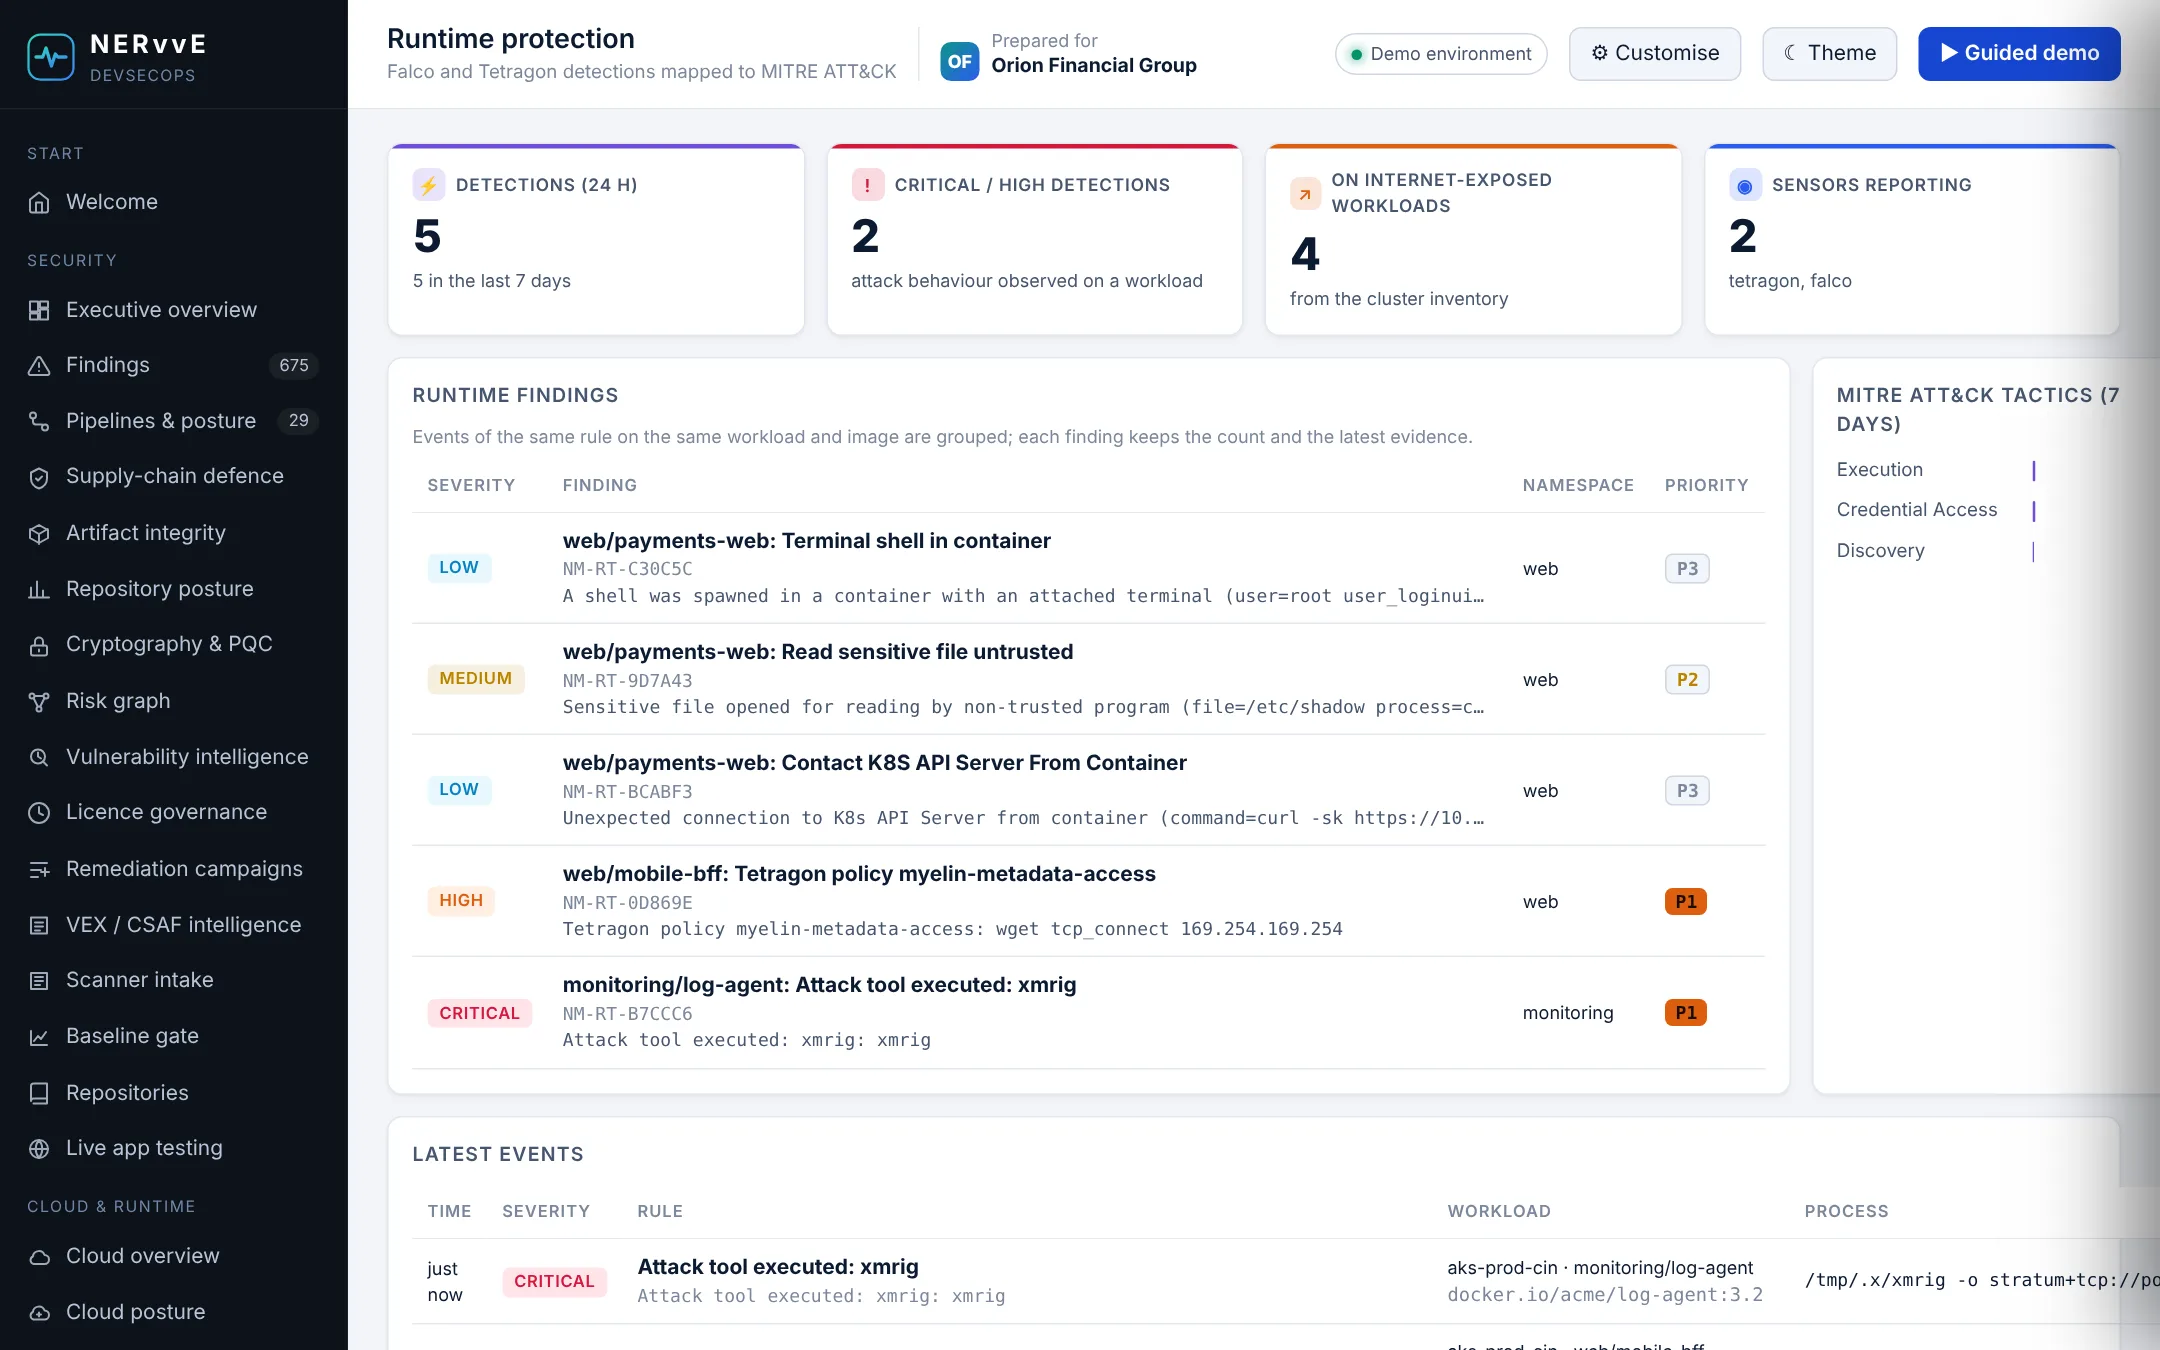 NERvvE
DEVSECOPS
START
Welcome
SECURITY
Executive overview
Findings 675
Pipelines & posture 29
Supply-chain defence
Artifact integrity
Repository posture
Cryptography & PQC
Risk graph
Vulnerability intelligence
Licence governance
Remediation campaigns
VEX / CSAF intelligence
Scanner intake
Baseline gate
Repositories
Live app testing
CLOUD & RUNTIME
Cloud overview
Cloud posture
Runtime protection
Falco and Tetragon detections mapped to MITRE ATT&CK
OF
Prepared for
Orion Financial Group
Demo environment
Customise
Theme
Guided demo
DETECTIONS (24 H)
5
5 in the last 7 days
! CRITICAL / HIGH DETECTIONS
2
attack behaviour observed on a workload
ON INTERNET-EXPOSED
WORKLOADS
4
from the cluster inventory
SENSORS REPORTING
2
tetragon, falco
RUNTIME FINDINGS
Events of the same rule on the same workload and image are grouped; each finding keeps the count and the latest evidence.
SEVERITY FINDING NAMESPACE PRIORITY
web/payments-web: Terminal shell in container
LOW NM-RT-C30C5C web P3
A shell was spawned in a container with an attached terminal (user=root user_loginui…
web/payments-web: Read sensitive file untrusted
MEDIUM NM-RT-9D7A43 web P2
Sensitive file opened for reading by non-trusted program (file=/etc/shadow process=c…
web/payments-web: Contact K8S API Server From Container
LOW NM-RT-BCABF3 web P3
Unexpected connection to K8s API Server from container (command=curl -sk https://10.…
web/mobile-bff: Tetragon policy myelin-metadata-access
HIGH NM-RT-0D869E web P1
Tetragon policy myelin-metadata-access: wget tcp_connect 169.254.169.254
monitoring/log-agent: Attack tool executed: xmrig
CRITICAL NM-RT-B7CCC6 monitoring P1
Attack tool executed: xmrig: xmrig
MITRE ATT&CK TACTICS (7
DAYS)
Execution
Credential Access
Discovery
LATEST EVENTS
TIME SEVERITY RULE WORKLOAD PROCESS
just
now
CRITICAL
Attack tool executed: xmrig
Attack tool executed: xmrig: xmrig
aks-prod-cin · monitoring/log-agent
docker.io/acme/log-agent:3.2
/tmp/.x/xmrig -o stratum+tcp://po
aks-prod-cin · web/mobile-bff